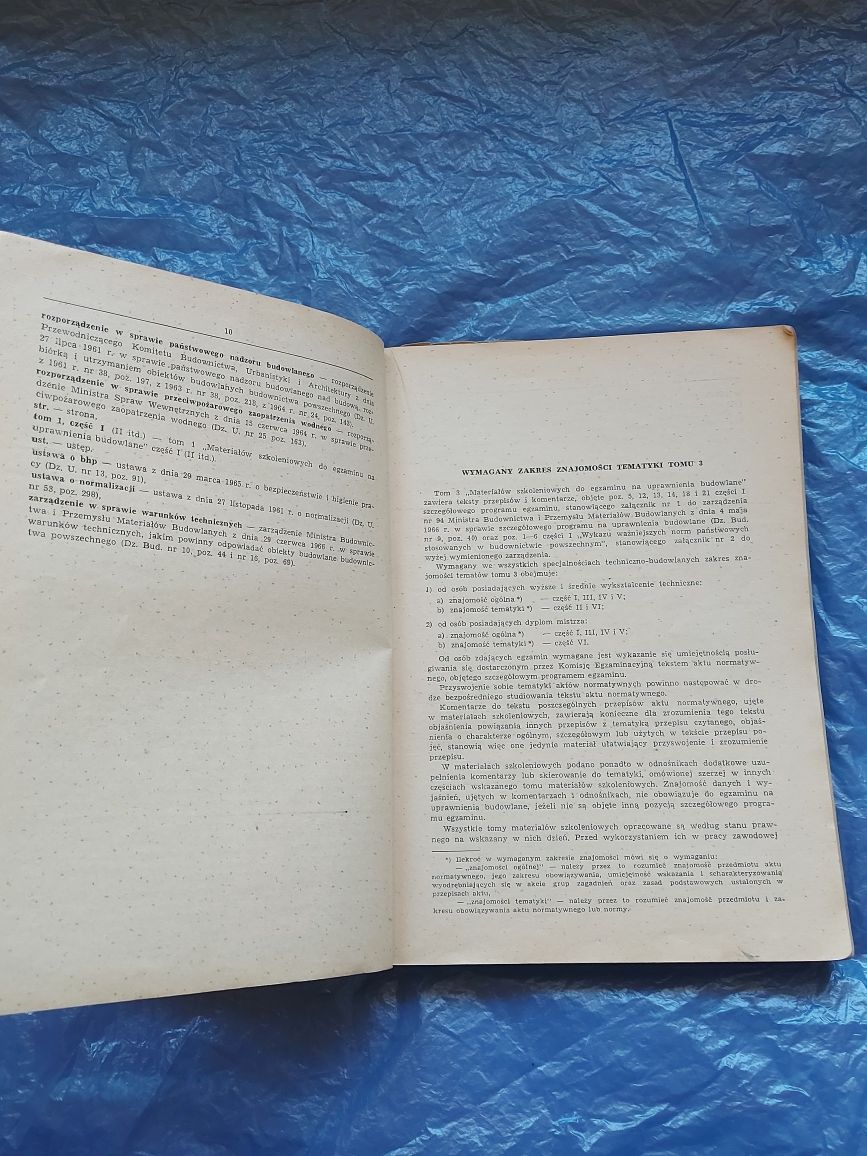 10
rozporządzenie w sprawie państwowego nadzoru budowlanego — rozporządzenie
Przewodniczącego Komitetu Budownictwa, Urbanistyki i Architektury z dnia
27 lipca 1961 r. w sprawie państwowego nadzoru budowlanego nad budową, roz-
biórką i utrzymaniem obiektów budowlanych budownictwa powszechnego (Dz. U.
z 1961 r. nr 38, poz. 197, z 1963 r. nr 38, poz. 218, z 1964 r. nr 24, poz. 142).
rozporządzenie w sprawie przeciwpożarowego zaopatrzenia wodnego — rozporzą-
dzenie Ministra Spraw Wewnętrznych z dnia 15 czerwca 1964 r. w sprawie prze-
ciwpożarowego zaopatrzenia wodnego (Dz. U. nr 25 poz. 163).
str. — strona,
tom 1, część I (II itd.) — tom 1 „Materiałów szkoleniowych do egzaminu na
uprawnienia budowlane" część I (II itd.).
ust. — ustęp.
ustawa o bhp — ustawa z dnia 29 marca 1965 r. o bezpieczeństwie i higienie pra-
cy (Dz. U. nr 13, poz. 91).
ustawa o normalizacji — ustawa z dnia 27 listopada 1961 r. o normalizacji (Dz. U.
nr 53, poz. 298).
zarządzenie w sprawie warunków technicznych — zarządzenie Ministra Budownic-
twa i Przemysłu Materiałów Budowlanych z dnia 29 czerwca 1966 r. w sprawie
warunków technicznych, jakim powinny odpowiadać obiekty budowlane budownic-
twa powszechnego (Dz. Bud. nr 10, poz. 44 i nr 16, poz. 69).
WYMAGANY ZAKRES ZNAJOMOŚCI TEMATYKI TOMU 3
Tom 3 „Materiałów szkoleniowych do egzaminu na uprawnienia budowlane"
zawiera teksty przepisów i komentarze, objęte poz. 5, 12, 13, 14, 18 i 21 części I
szczegółowego programu egzaminu, stanowiącego załącznik nr 1 do zarządzenia
nr 94 Ministra Budownictwa i Przemysłu Materiałów Budowlanych z dnia 4 maja
1966 r. w sprawie szczegółowego programu na uprawnienia budowlane (Dz. Bud.
nr 9, poz. 40) oraz poz. 1—6 części I „Wykazu ważniejszych norm państwowych
stosowanych w budownictwie powszechnym", stanowiącego załącznik nr 2 do
wyżej wymienionego zarządzenia.
Wymagany we wszystkich specjalnościach techniczno-budowlanych zakres zna-
jomości tematów tomu 3 obejmuje:
1) od osób posiadających wyższe i średnie wykształcenie techniczne:
a) znajomość ogólna*) — część I, III, IV i V;
b) znajomość tematyki*) — część II i VI;
2) od osób posiadających dyplom mistrza:
a) znajomość ogólna*) — część I, III, IV i V;
b) znajomość tematyki*) — część VI.
Od osób zdających egzamin wymagane jest wykazanie się umiejętnością posłu-
giwania się dostarczonym przez Komisję Egzaminacyjną tekstem aktu normatyw-
nego, objętego szczegółowym programem egzaminu.
Przyswojenie sobie tematyki aktów normatywnych powinno następować w dro-
dze bezpośredniego studiowania tekstu aktu normatywnego.
Komentarze do tekstu poszczególnych przepisów aktu normatywnego, ujęte
w materiałach szkoleniowych, zawierają konieczne dla zrozumienia tego tekstu
objaśnienia powiązania innych przepisów z tematyką przepisu czytanego, objaś-
nienia o charakterze ogólnym, szczegółowym lub użytych w tekście przepisu po-
jęć, stanowią więc one jedynie materiał ułatwiający przyswojenie i zrozumienie
przepisu.
W materiałach szkoleniowych podano ponadto w odnośnikach dodatkowe uzu-
pełnienia komentarzy lub skierowanie do tematyki, omówionej szerzej w innych
częściach wskazanego tomu materiałów szkoleniowych. Znajomość danych i wy-
jaśnień, ujętych w komentarzach i odnośnikach, nie obowiązuje do egzaminu na
uprawnienia budowlane, jeżeli nie są objęte inną pozycją szczegółowego progra-
mu egzaminu.
Wszystkie tomy materiałów szkoleniowych opracowane są według stanu praw-
nego na wskazany w nich dzień. Przed wykorzystaniem ich w pracy zawodowej
*) Ilekroć w wymaganym zakresie znajomości mówi się o wymaganiu:
— „znajomości ogólnej" — należy przez to rozumieć znajomość przedmiotu aktu
normatywnego, jego zakresu obowiązywania, umiejętność wskazania i scharakteryzowania
wyodrębniających się w akcie grup zagadnień oraz zasad podstawowych ustalonych w
przepisach aktu,
— „znajomości tematyki" — należy przez to rozumieć znajomość przedmiotu i za-
kresu obowiązywania aktu normatywnego lub normy.